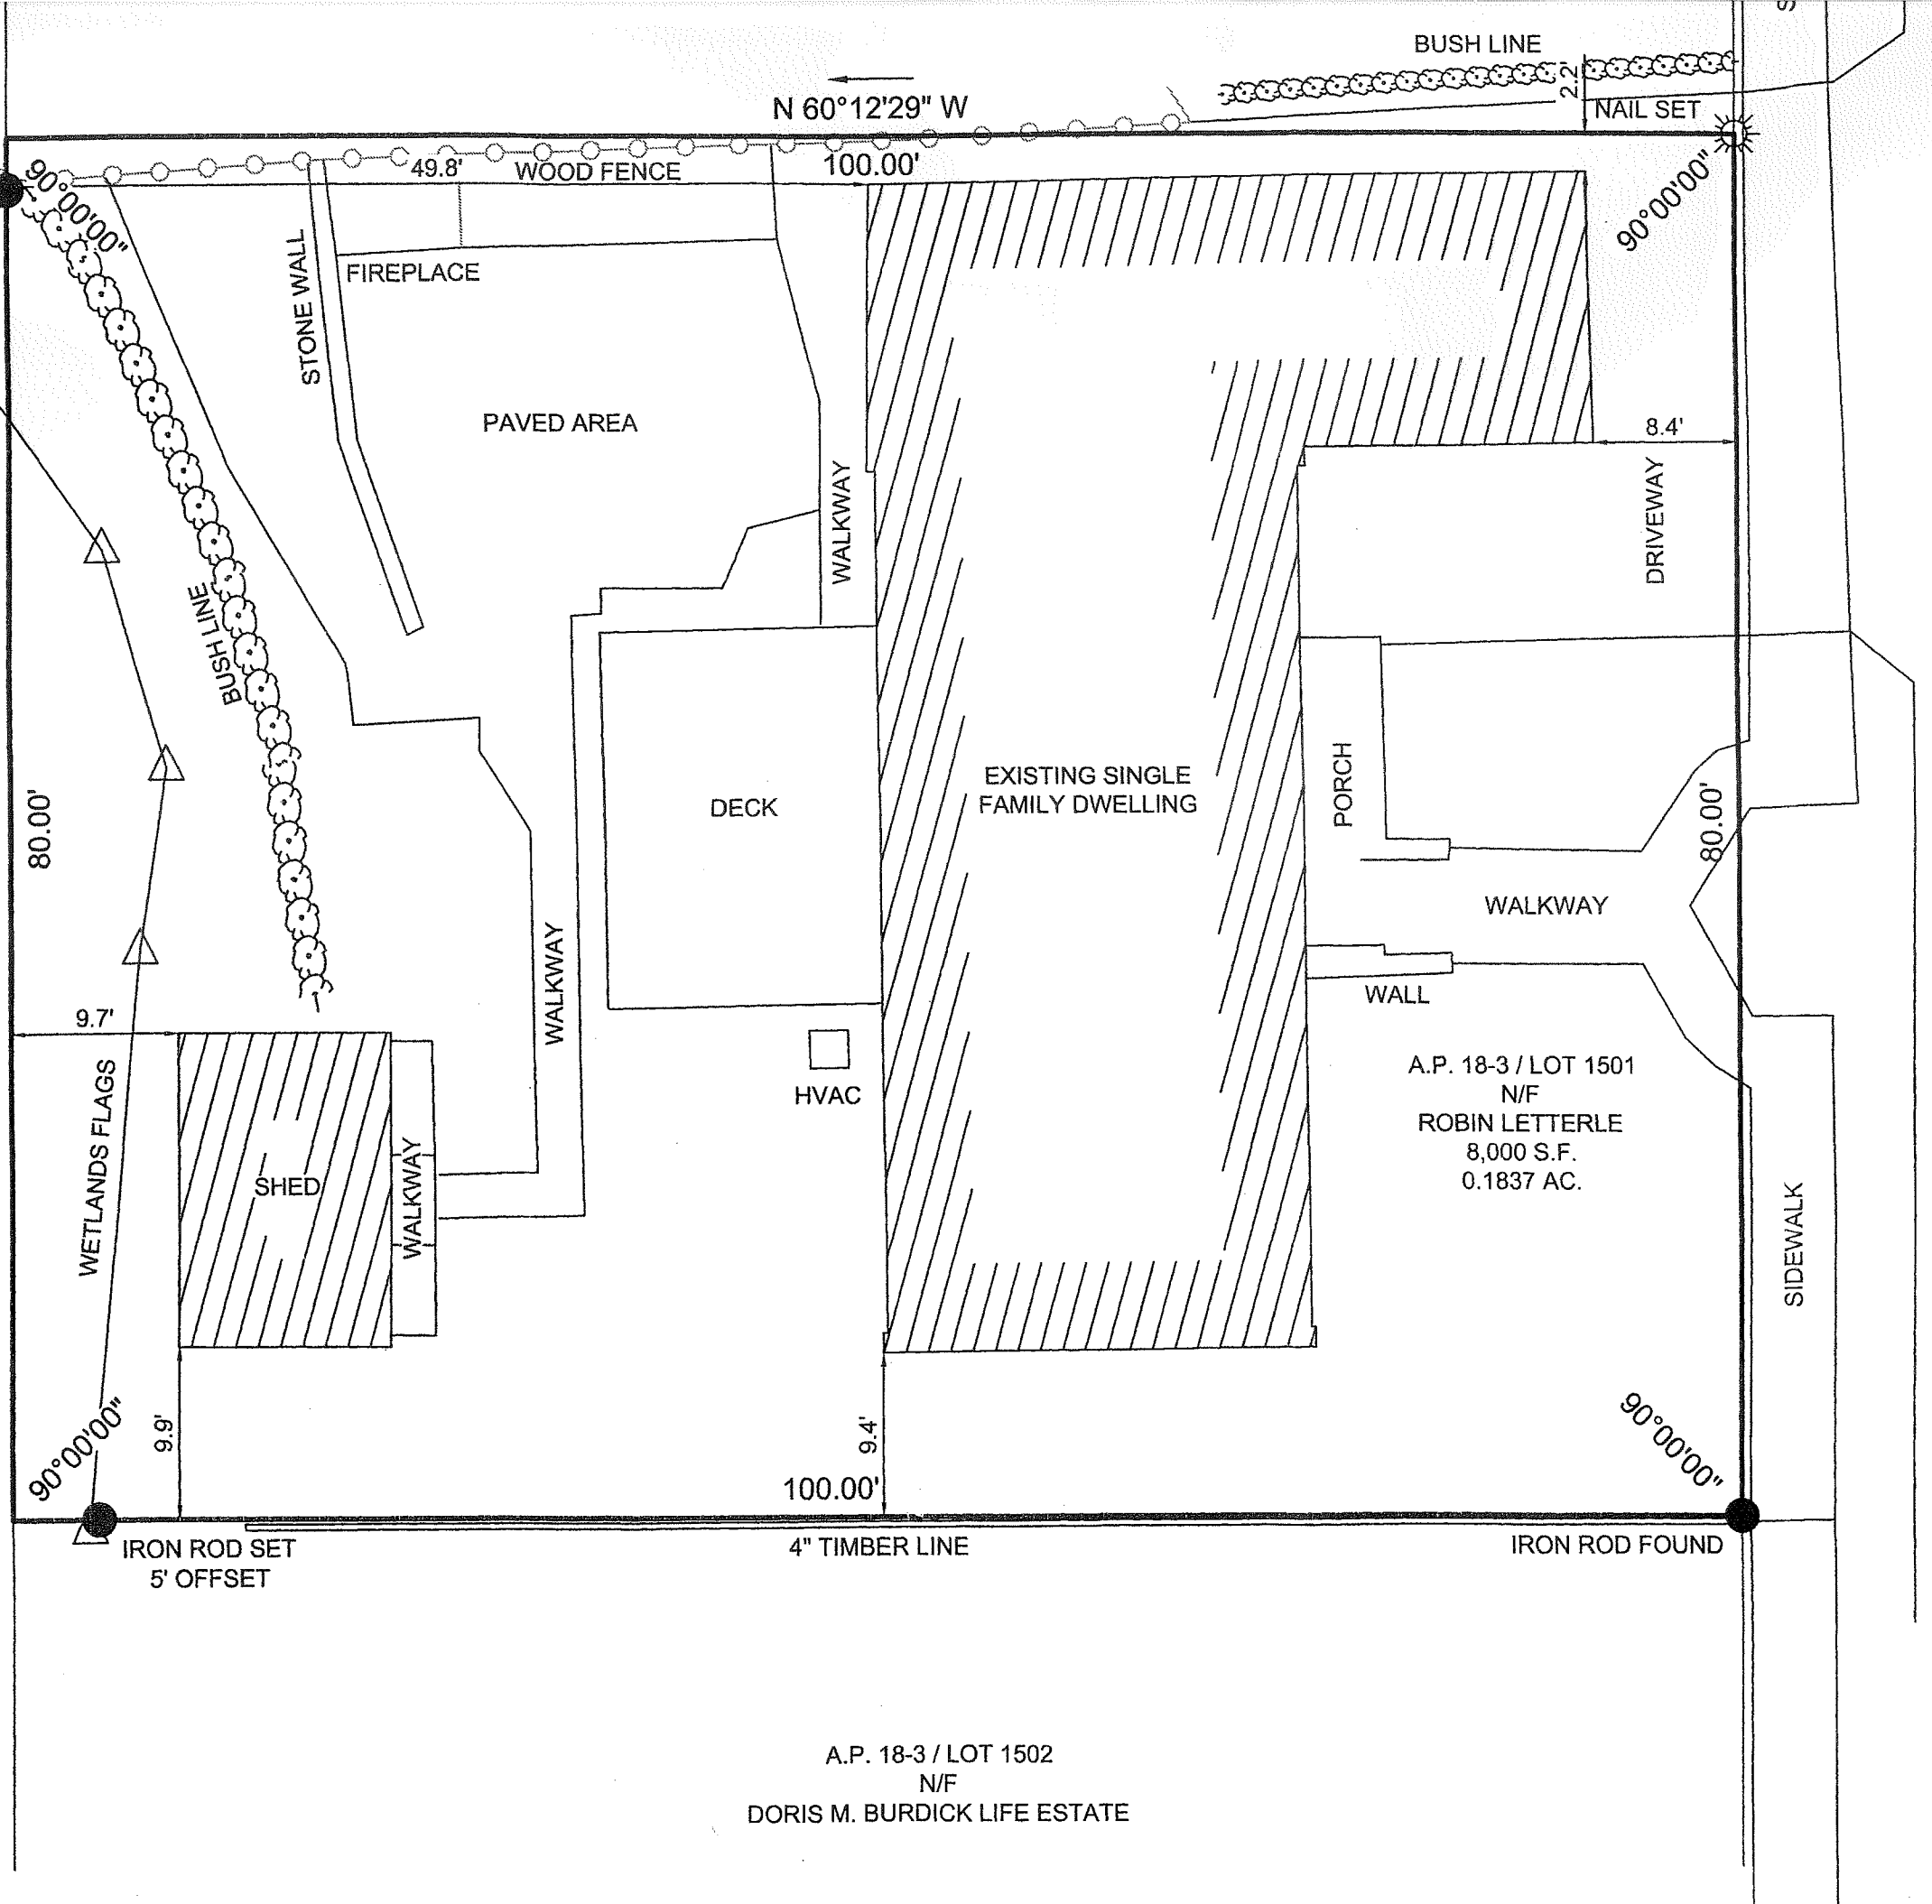 S
BUSH LINE
2.2'
N 60°12'29" W
NAIL SET
90°00'00"
49.8'
WOOD FENCE
100.00'
90°00'00"
STONE WALL
FIREPLACE
PAVED AREA
WALKWAY
8.4'
DRIVEWAY
BUSH LINE
80.00'
DECK
EXISTING SINGLE
FAMILY DWELLING
PORCH
80.00'
WALKWAY
WALKWAY
WALL
9.7'
HVAC
WETLANDS FLAGS
SHED
WALKWAY
A.P. 18-3 / LOT 1501
N/F
ROBIN LETTERLE
8,000 S.F.
0.1837 AC.
SIDEWALK
90°00'00"
9.9'
9.4'
100.00'
90°00'00"
IRON ROD SET
5' OFFSET
4" TIMBER LINE
IRON ROD FOUND
A.P. 18-3 / LOT 1502
N/F
DORIS M. BURDICK LIFE ESTATE